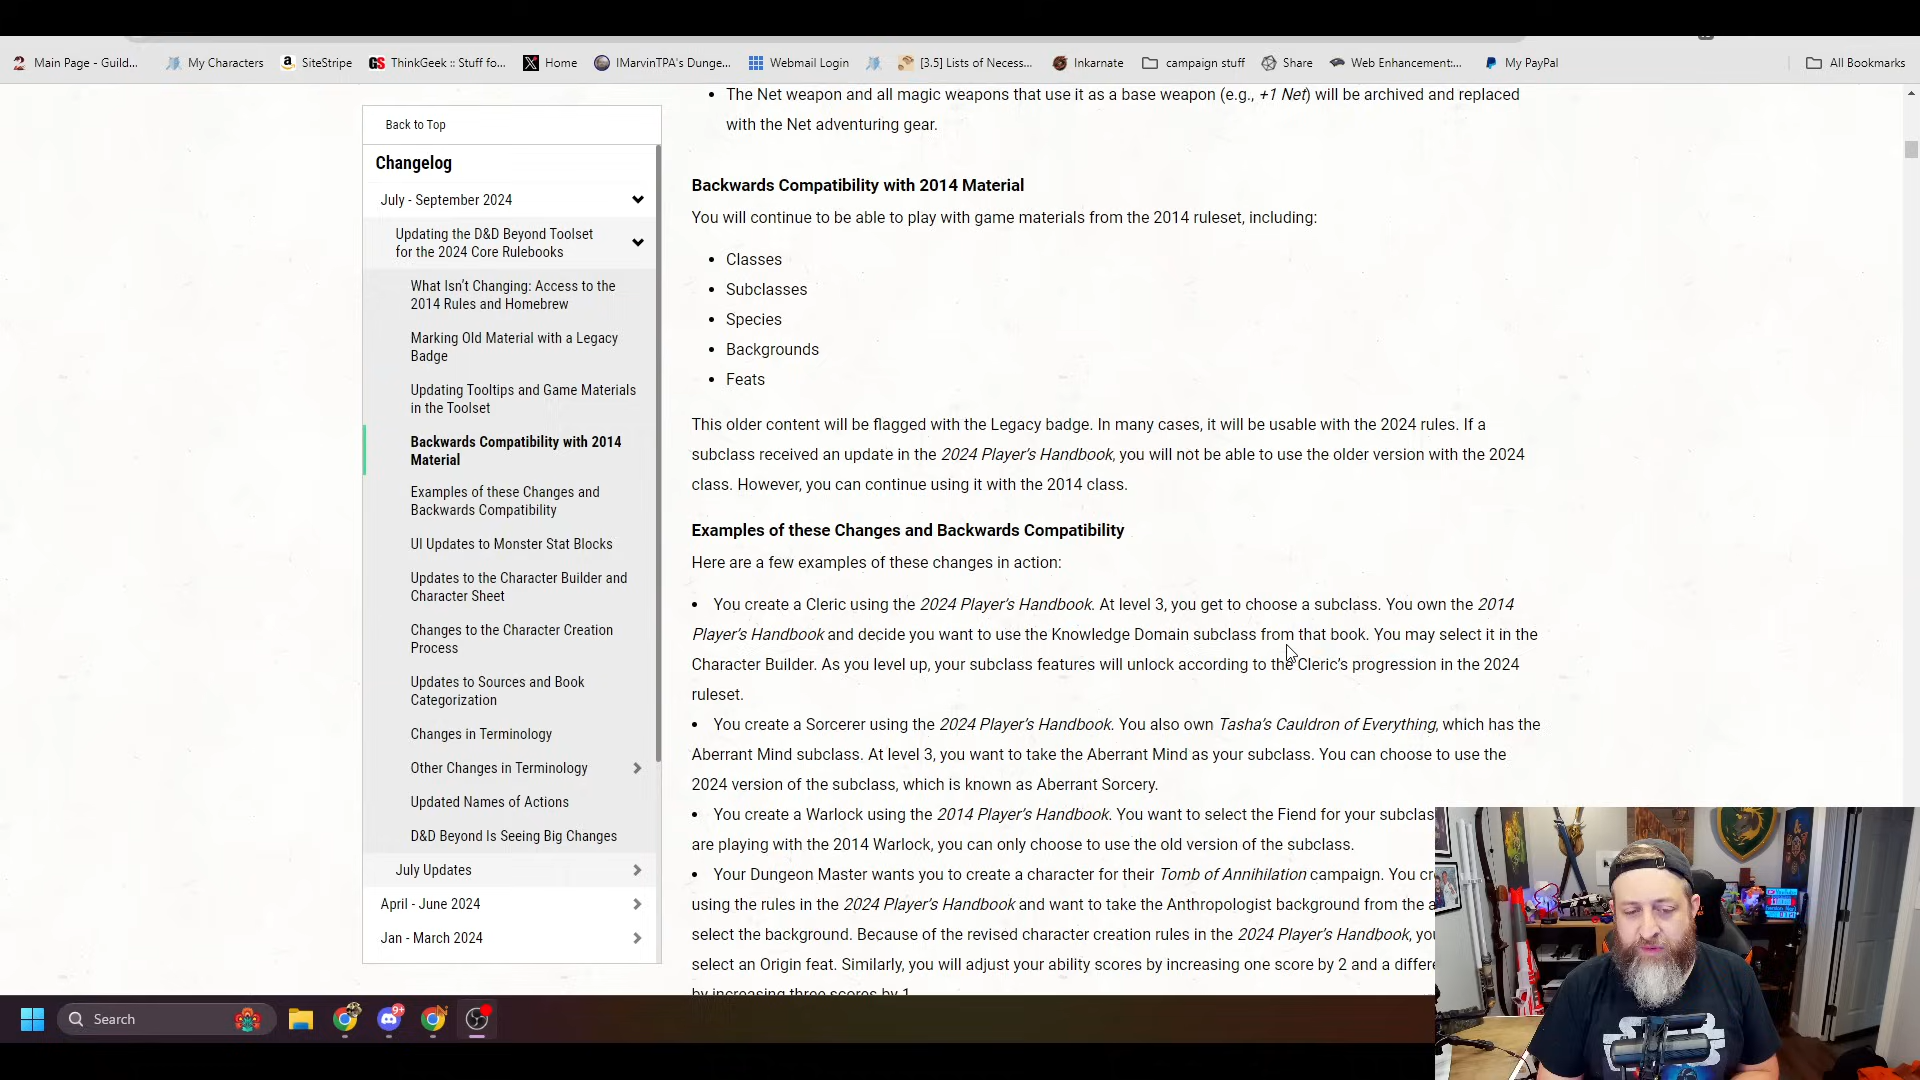 Main Page - Guild...
My Characters
SiteStripe
GS
ThinkGeek :: Stuff fo...
Home
IMarvinTPA's Dunge...
Webmail Login
[3.5] Lists of Necess...
Inkarnate
campaign stuff
Share
Web Enhancement:...
My PayPal
All Bookmarks
Back to Top
Changelog
July - September 2024
Updating the D&D Beyond Toolset
for the 2024 Core Rulebooks
What Isn't Changing: Access to the
2014 Rules and Homebrew
Marking Old Material with a Legacy
Badge
Updating Tooltips and Game Materials
in the Toolset
Backwards Compatibility with 2014
Material
Examples of these Changes and
Backwards Compatibility
UI Updates to Monster Stat Blocks
Updates to the Character Builder and
Character Sheet
Changes to the Character Creation
Process
Updates to Sources and Book
Categorization
Changes in Terminology
Other Changes in Terminology
Updated Names of Actions
D&D Beyond Is Seeing Big Changes
July Updates
April - June 2024
Jan - March 2024
• The Net weapon and all magic weapons that use it as a base weapon (e.g., +1 Net) will be archived and replaced
with the Net adventuring gear.
Backwards Compatibility with 2014 Material
You will continue to be able to play with game materials from the 2014 ruleset, including:
• Classes
• Subclasses
• Species
• Backgrounds
• Feats
This older content will be flagged with the Legacy badge. In many cases, it will be usable with the 2024 rules. If a
subclass received an update in the 2024 Player's Handbook, you will not be able to use the older version with the 2024
class. However, you can continue using it with the 2014 class.
Examples of these Changes and Backwards Compatibility
Here are a few examples of these changes in action:
• You create a Cleric using the 2024 Player's Handbook. At level 3, you get to choose a subclass. You own the 2014
Player's Handbook and decide you want to use the Knowledge Domain subclass from that book. You may select it in the
Character Builder. As you level up, your subclass features will unlock according to the Cleric's progression in the 2024
ruleset.
• You create a Sorcerer using the 2024 Player's Handbook. You also own Tasha's Cauldron of Everything, which has the
Aberrant Mind subclass. At level 3, you want to take the Aberrant Mind as your subclass. You can choose to use the
2024 version of the subclass, which is known as Aberrant Sorcery.
• You create a Warlock using the 2014 Player's Handbook. You want to select the Fiend for your subclas
are playing with the 2014 Warlock, you can only choose to use the old version of the subclass.
• Your Dungeon Master wants you to create a character for their Tomb of Annihilation campaign. You cr
using the rules in the 2024 Player's Handbook and want to take the Anthropologist background from the a
select the background. Because of the revised character creation rules in the 2024 Player's Handbook, yo
select an Origin feat. Similarly, you will adjust your ability scores by increasing one score by 2 and a differe
by increasing three scores by 1
Search
9+